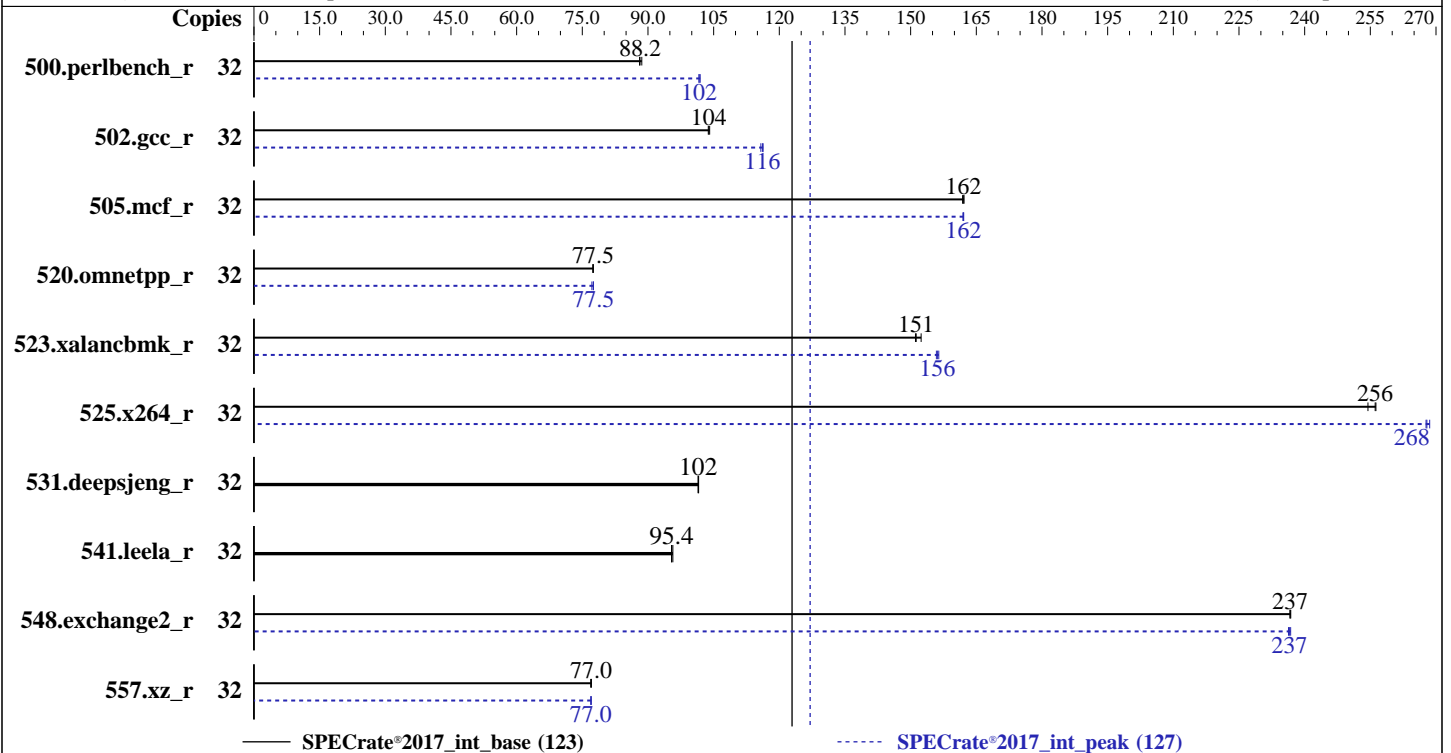 Copies 0 15.0 30.0 45.0 60.0 75.0 90.0 105 120 135 150 165 180 195 210 225 240 255 270
88.2
500.perlbench_r 32
102
104
502.gcc_r 32
116
162
505.mcf_r 32
162
77.5
520.omnetpp_r 32
77.5
151
523.xalancbmk_r 32
156
256
525.x264_r 32
268
102
531.deepsjeng_r 32
95.4
541.leela_r 32
237
548.exchange2_r 32
237
77.0
557.xz_r 32
77.0
SPECrate®2017_int_base (123) SPECrate®2017_int_peak (127)